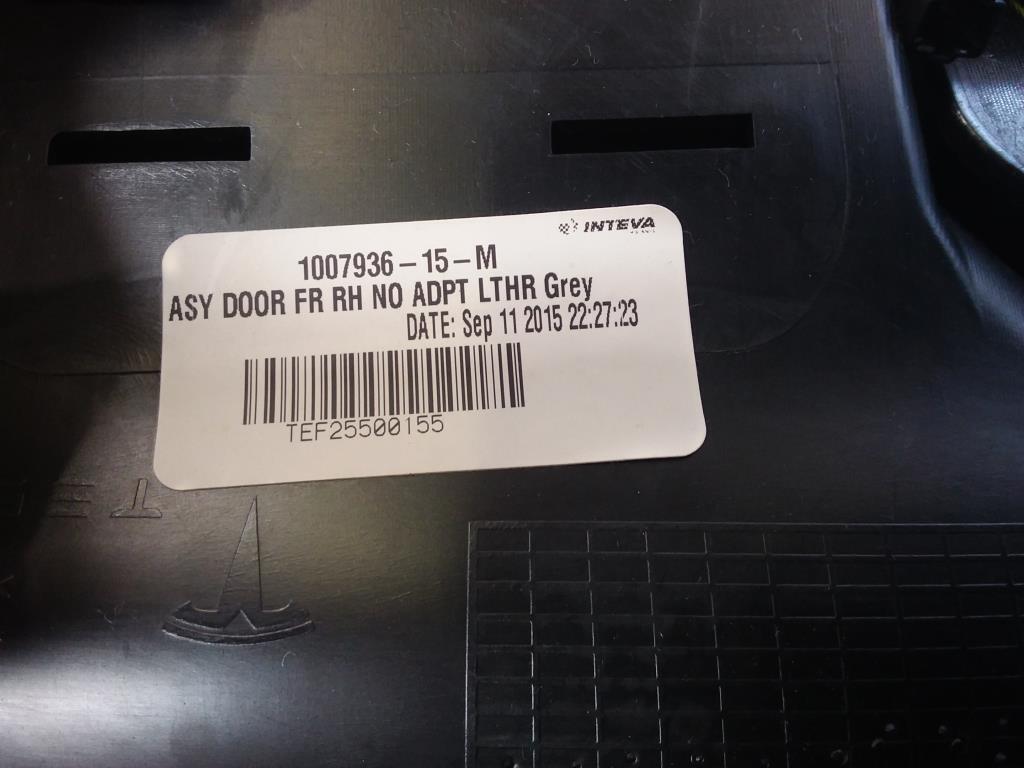 INTEVA
1007936-15-M
ASY DOOR FR RH NO ADPT LTHR Grey
DATE: Sep 11 2015 22:27:23
TEF25500155